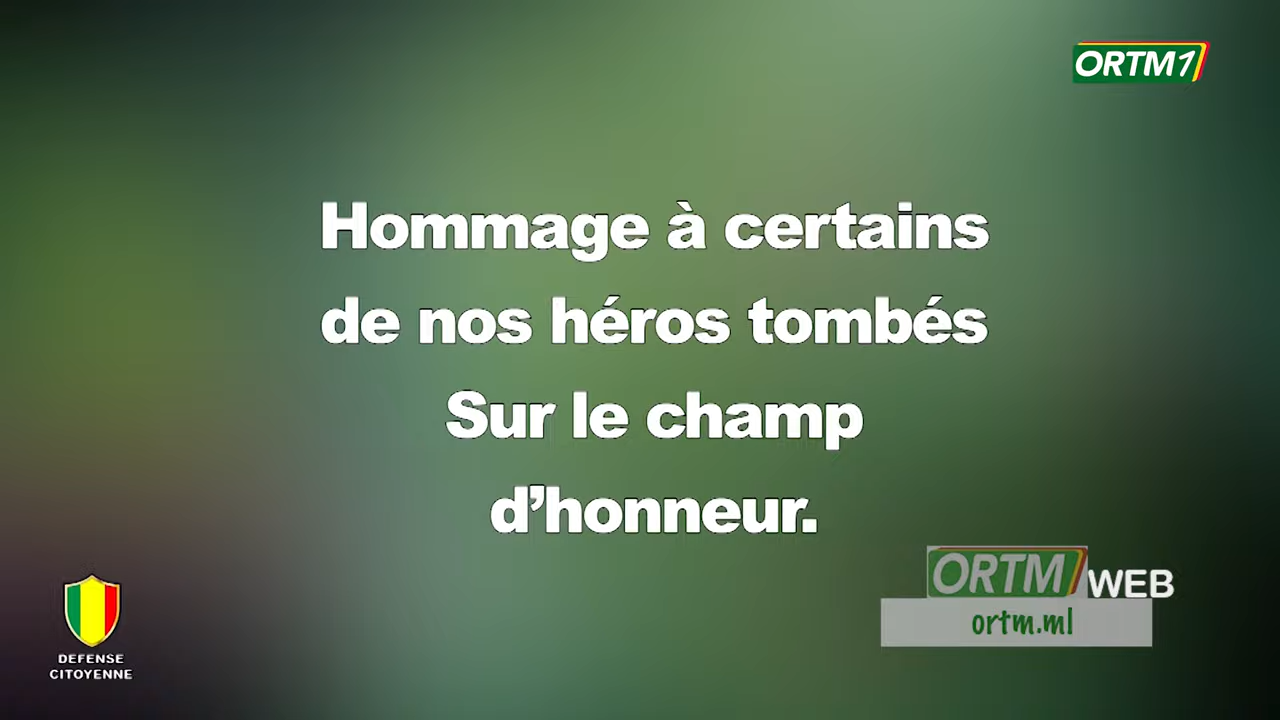 ORTM1
Hommage à certains
de nos héros tombés
Sur le champ
d’honneur.
ORTM WEB
ortm.ml
DEFENSE
CITOYENNE